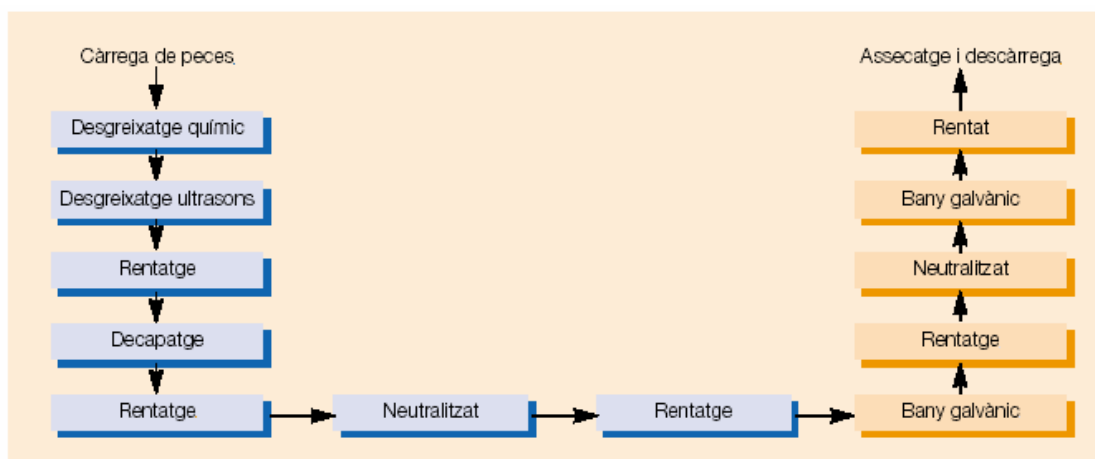 Càrrega de peces
Desgreixatge químic
Desgreixatge ultrasons
Rentatge
Decapatge
Rentatge
Neutralitzat
Rentatge
Bany galvànic
Rentatge
Neutralitzat
Bany galvànic
Rentat
Assecatge i descàrrega